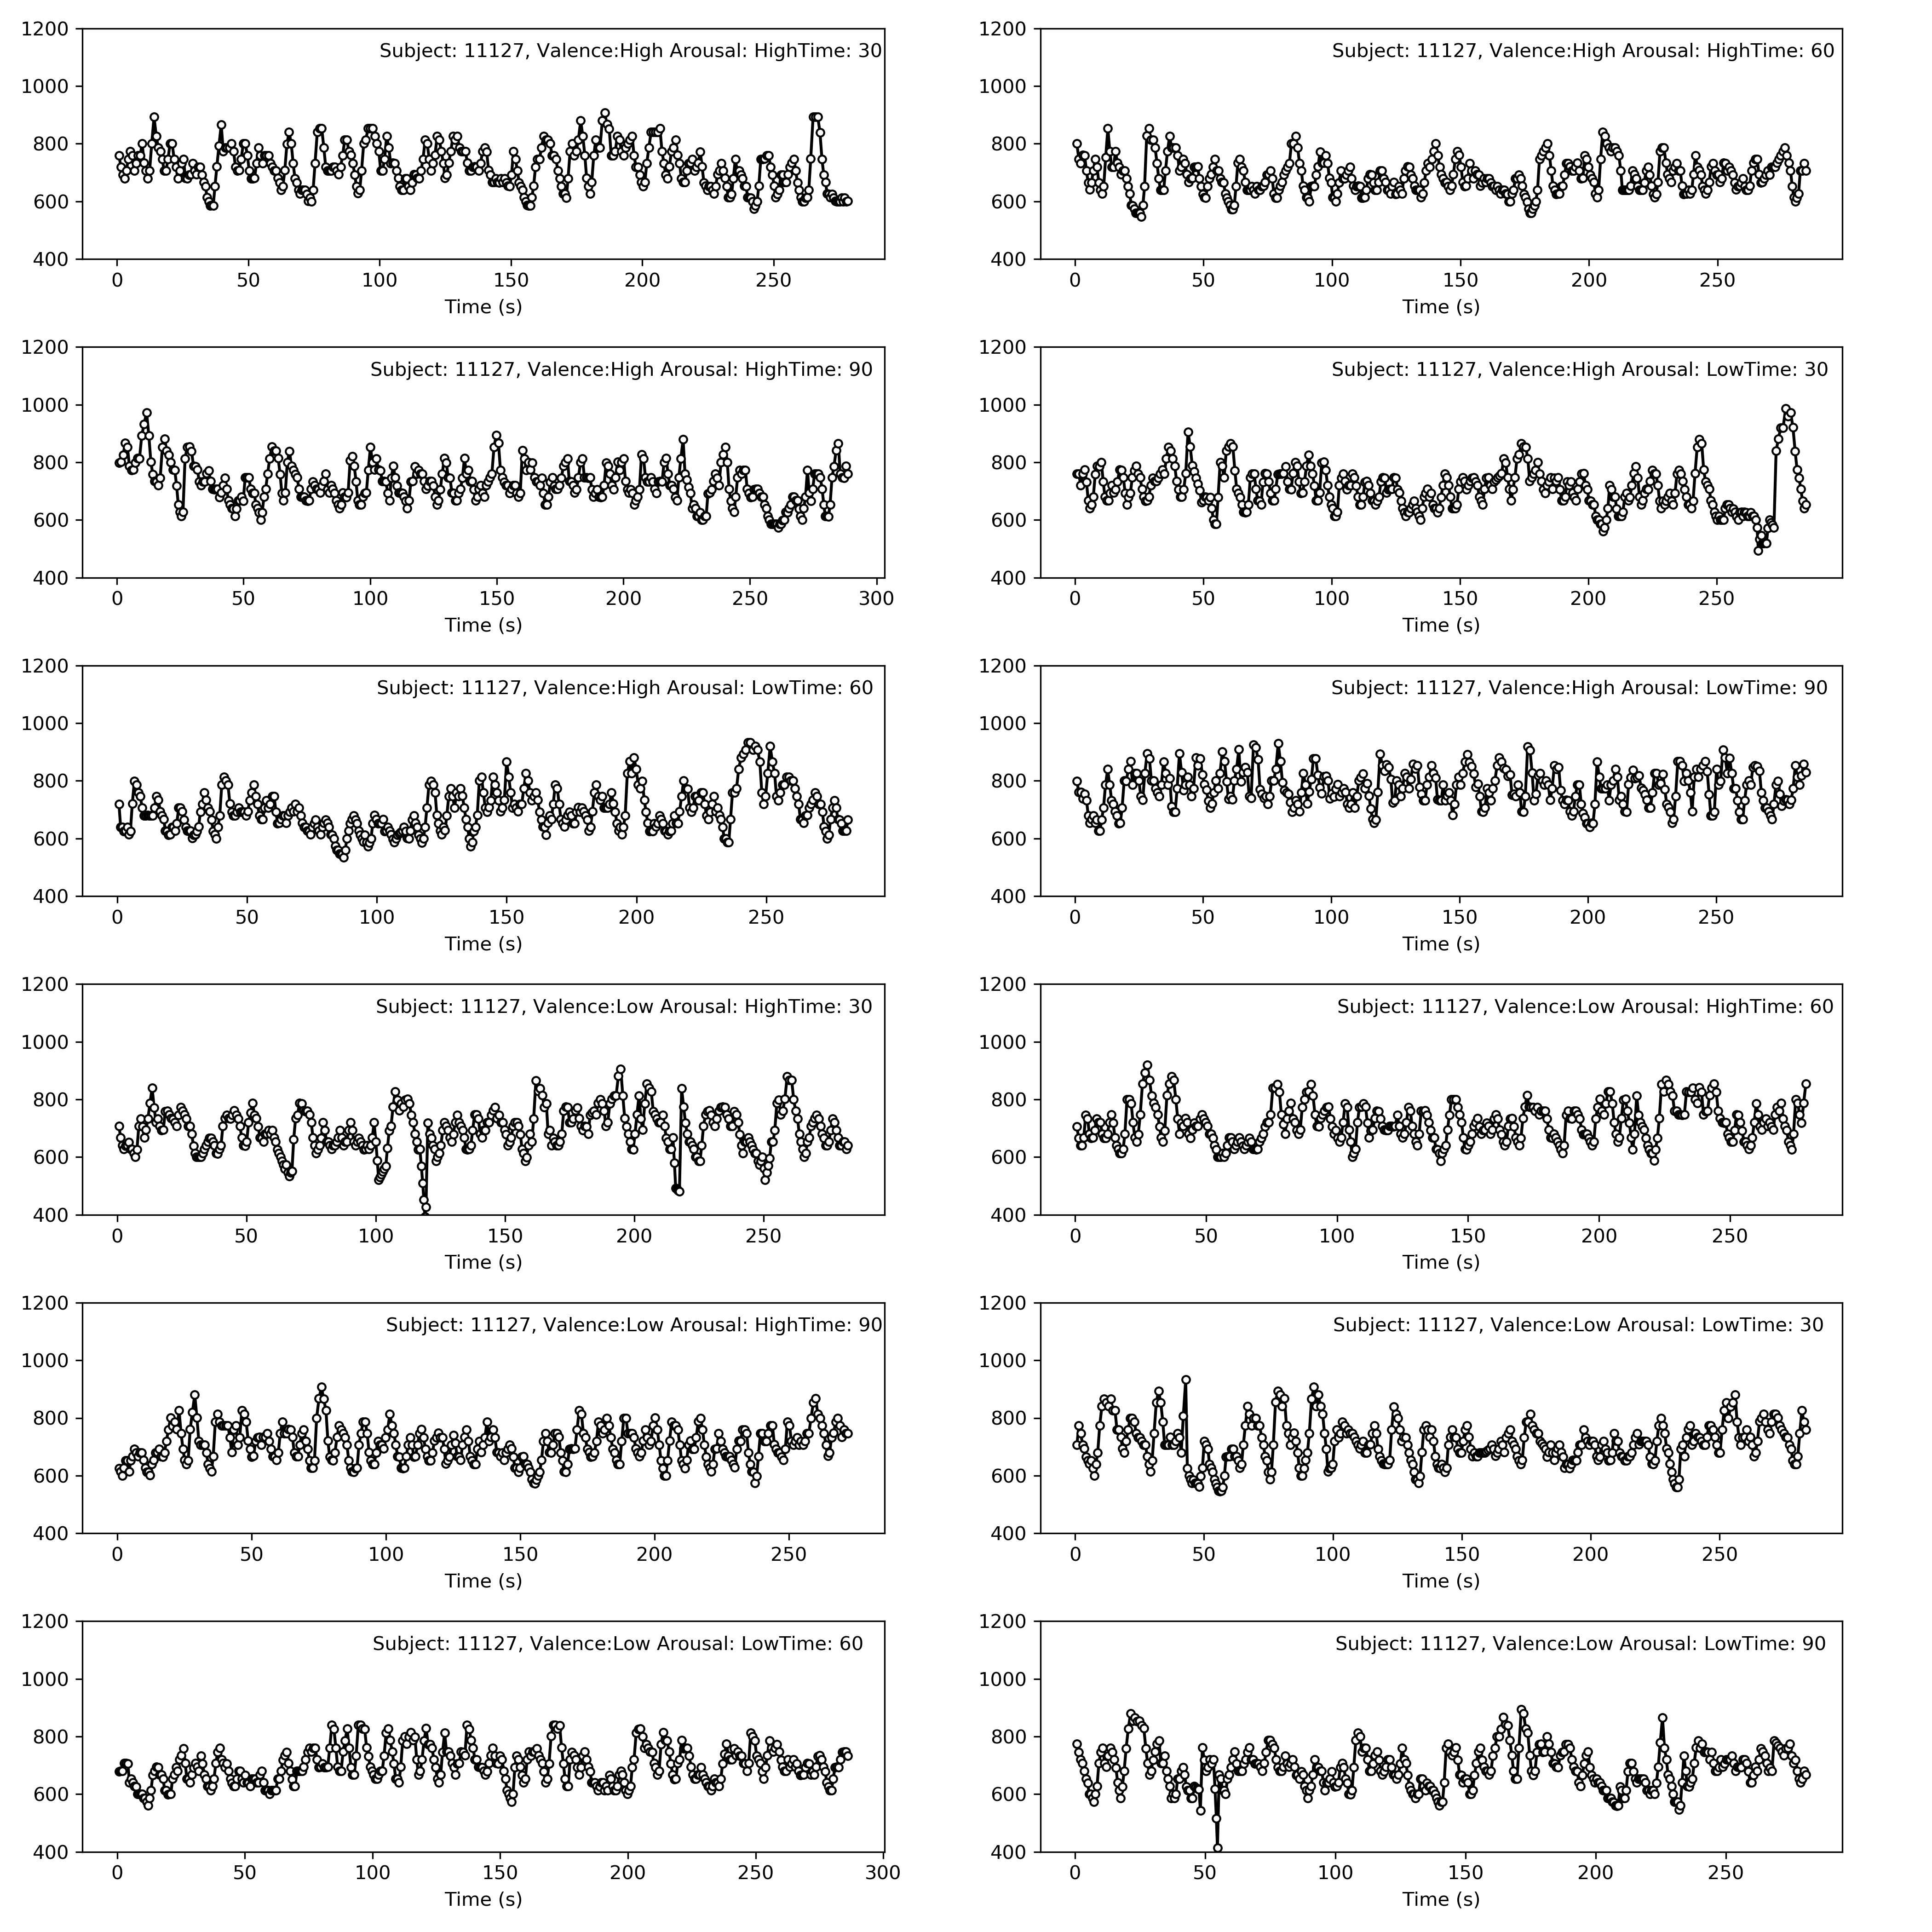 Subject: 11127, Valence:High Arousal: HighTime: 30
1200
1000
800
600
400
0 50 100 150 200 250
Time (s)
Subject: 11127, Valence:High Arousal: HighTime: 60
1200
1000
800
600
400
0 50 100 150 200 250
Time (s)
Subject: 11127, Valence:High Arousal: HighTime: 90
1200
1000
800
600
400
0 50 100 150 200 250 300
Time (s)
Subject: 11127, Valence:High Arousal: LowTime: 30
1200
1000
800
600
400
0 50 100 150 200 250
Time (s)
Subject: 11127, Valence:High Arousal: LowTime: 60
1200
1000
800
600
400
0 50 100 150 200 250
Time (s)
Subject: 11127, Valence:High Arousal: LowTime: 90
1200
1000
800
600
400
0 50 100 150 200 250
Time (s)
Subject: 11127, Valence:Low Arousal: HighTime: 30
1200
1000
800
600
400
0 50 100 150 200 250
Time (s)
Subject: 11127, Valence:Low Arousal: HighTime: 60
1200
1000
800
600
400
0 50 100 150 200 250
Time (s)
Subject: 11127, Valence:Low Arousal: HighTime: 90
1200
1000
800
600
400
0 50 100 150 200 250
Time (s)
Subject: 11127, Valence:Low Arousal: LowTime: 30
1200
1000
800
600
400
0 50 100 150 200 250
Time (s)
Subject: 11127, Valence:Low Arousal: LowTime: 60
1200
1000
800
600
400
0 50 100 150 200 250 300
Time (s)
Subject: 11127, Valence:Low Arousal: LowTime: 90
1200
1000
800
600
400
0 50 100 150 200 250
Time (s)